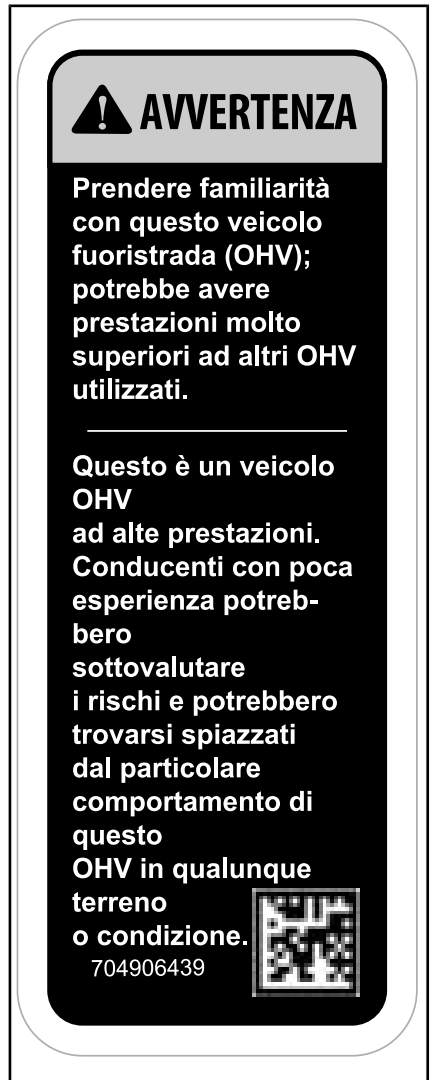 AVVERTENZA
Prendere familiarità
con questo veicolo
fuoristrada (OHV);
potrebbe avere
prestazioni molto
superiori ad altri OHV
utilizzati.
Questo è un veicolo
OHV
ad alte prestazioni.
Conducenti con poca
esperienza potreb-
bero
sottovalutare
i rischi e potrebbero
trovarsi spiazzati
dal particolare
comportamento di
questo
OHV in qualunque
terreno
o condizione.
704906439